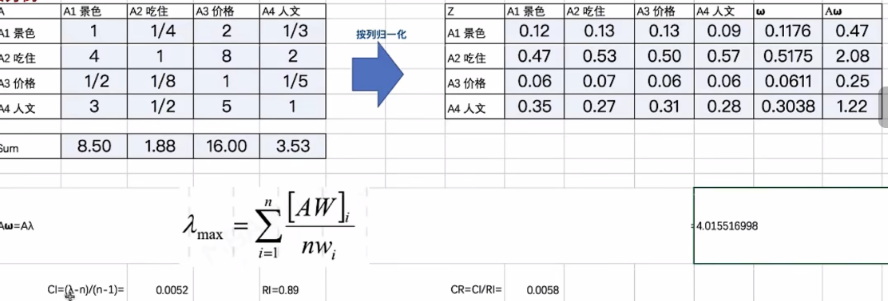 A A1 景色 A2 吃住 A3 价格 A4 人文
A1 景色 1 1/4 2 1/3
A2 吃住 4 1 8 2
A3 价格 1/2 1/8 1 1/5
A4 人文 3 1/2 5 1
Sum 8.50 1.88 16.00 3.53
按列归一化
Z A1 景色 A2 吃住 A3 价格 A4 人文 ω Aω
A1 景色 0.12 0.13 0.13 0.09 0.1176 0.47
A2 吃住 0.47 0.53 0.50 0.57 0.5175 2.08
A3 价格 0.06 0.07 0.06 0.06 0.0611 0.25
A4 人文 0.35 0.27 0.31 0.28 0.3038 1.22
Aω=Aλ
λmax = ∑ i=1 n [AW]i / nwi
4.015516998
CI=(λ-n)/(n-1)= 0.0052 RI=0.89 CR=CI/RI= 0.0058